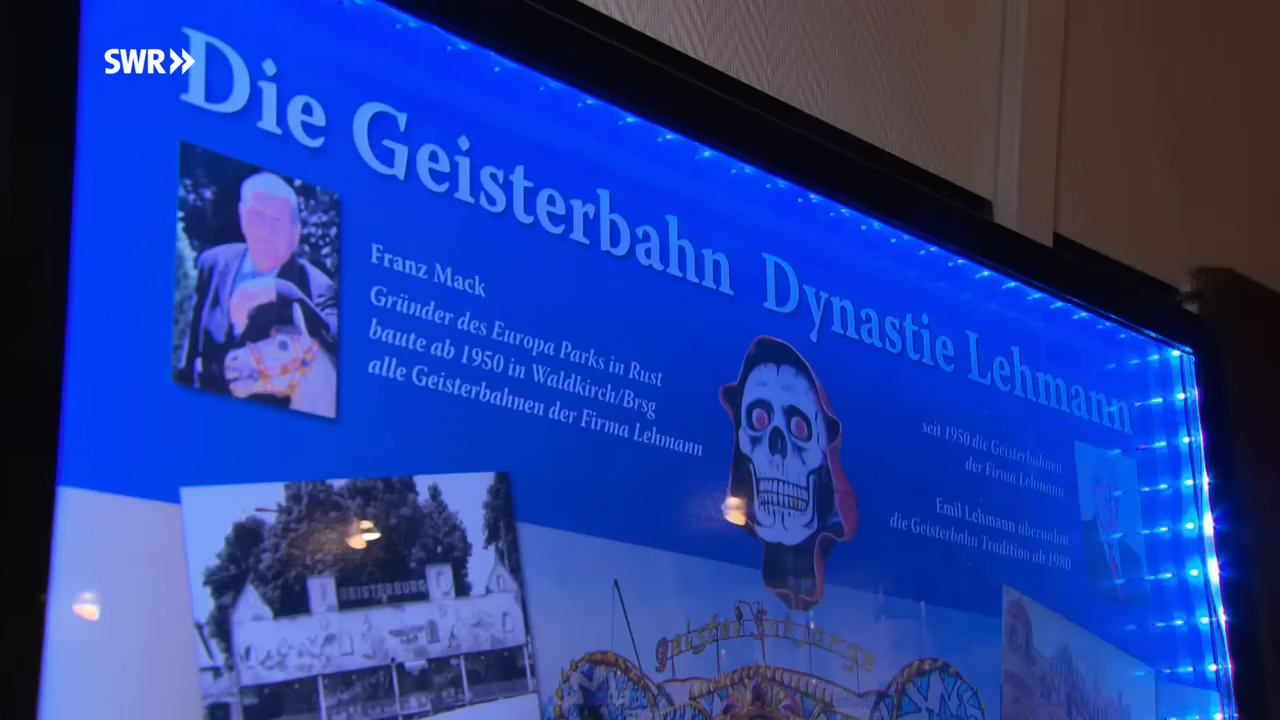 SWR
Die Geisterbahn Dynastie Lehmann
Franz Mack
Gründer des Europa Parks in Rust
baute ab 1950 in Waldkirch/Brsg
alle Geisterbahnen der Firma Lehmann
seit 1950 die Geisterbahnen
der Firma Lehmann
Emil Lehmann übernahm
die Geisterbahn Tradition ab 1980
GEISTERBURG